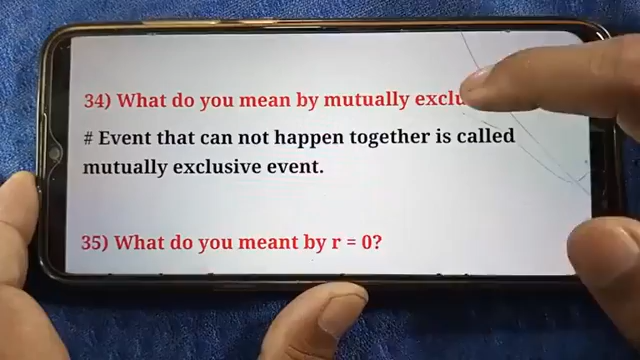 34) What do you mean by mutually
# Event that can not happen together is called
mutually exclusive event.
35) What do you meant by r = 0?